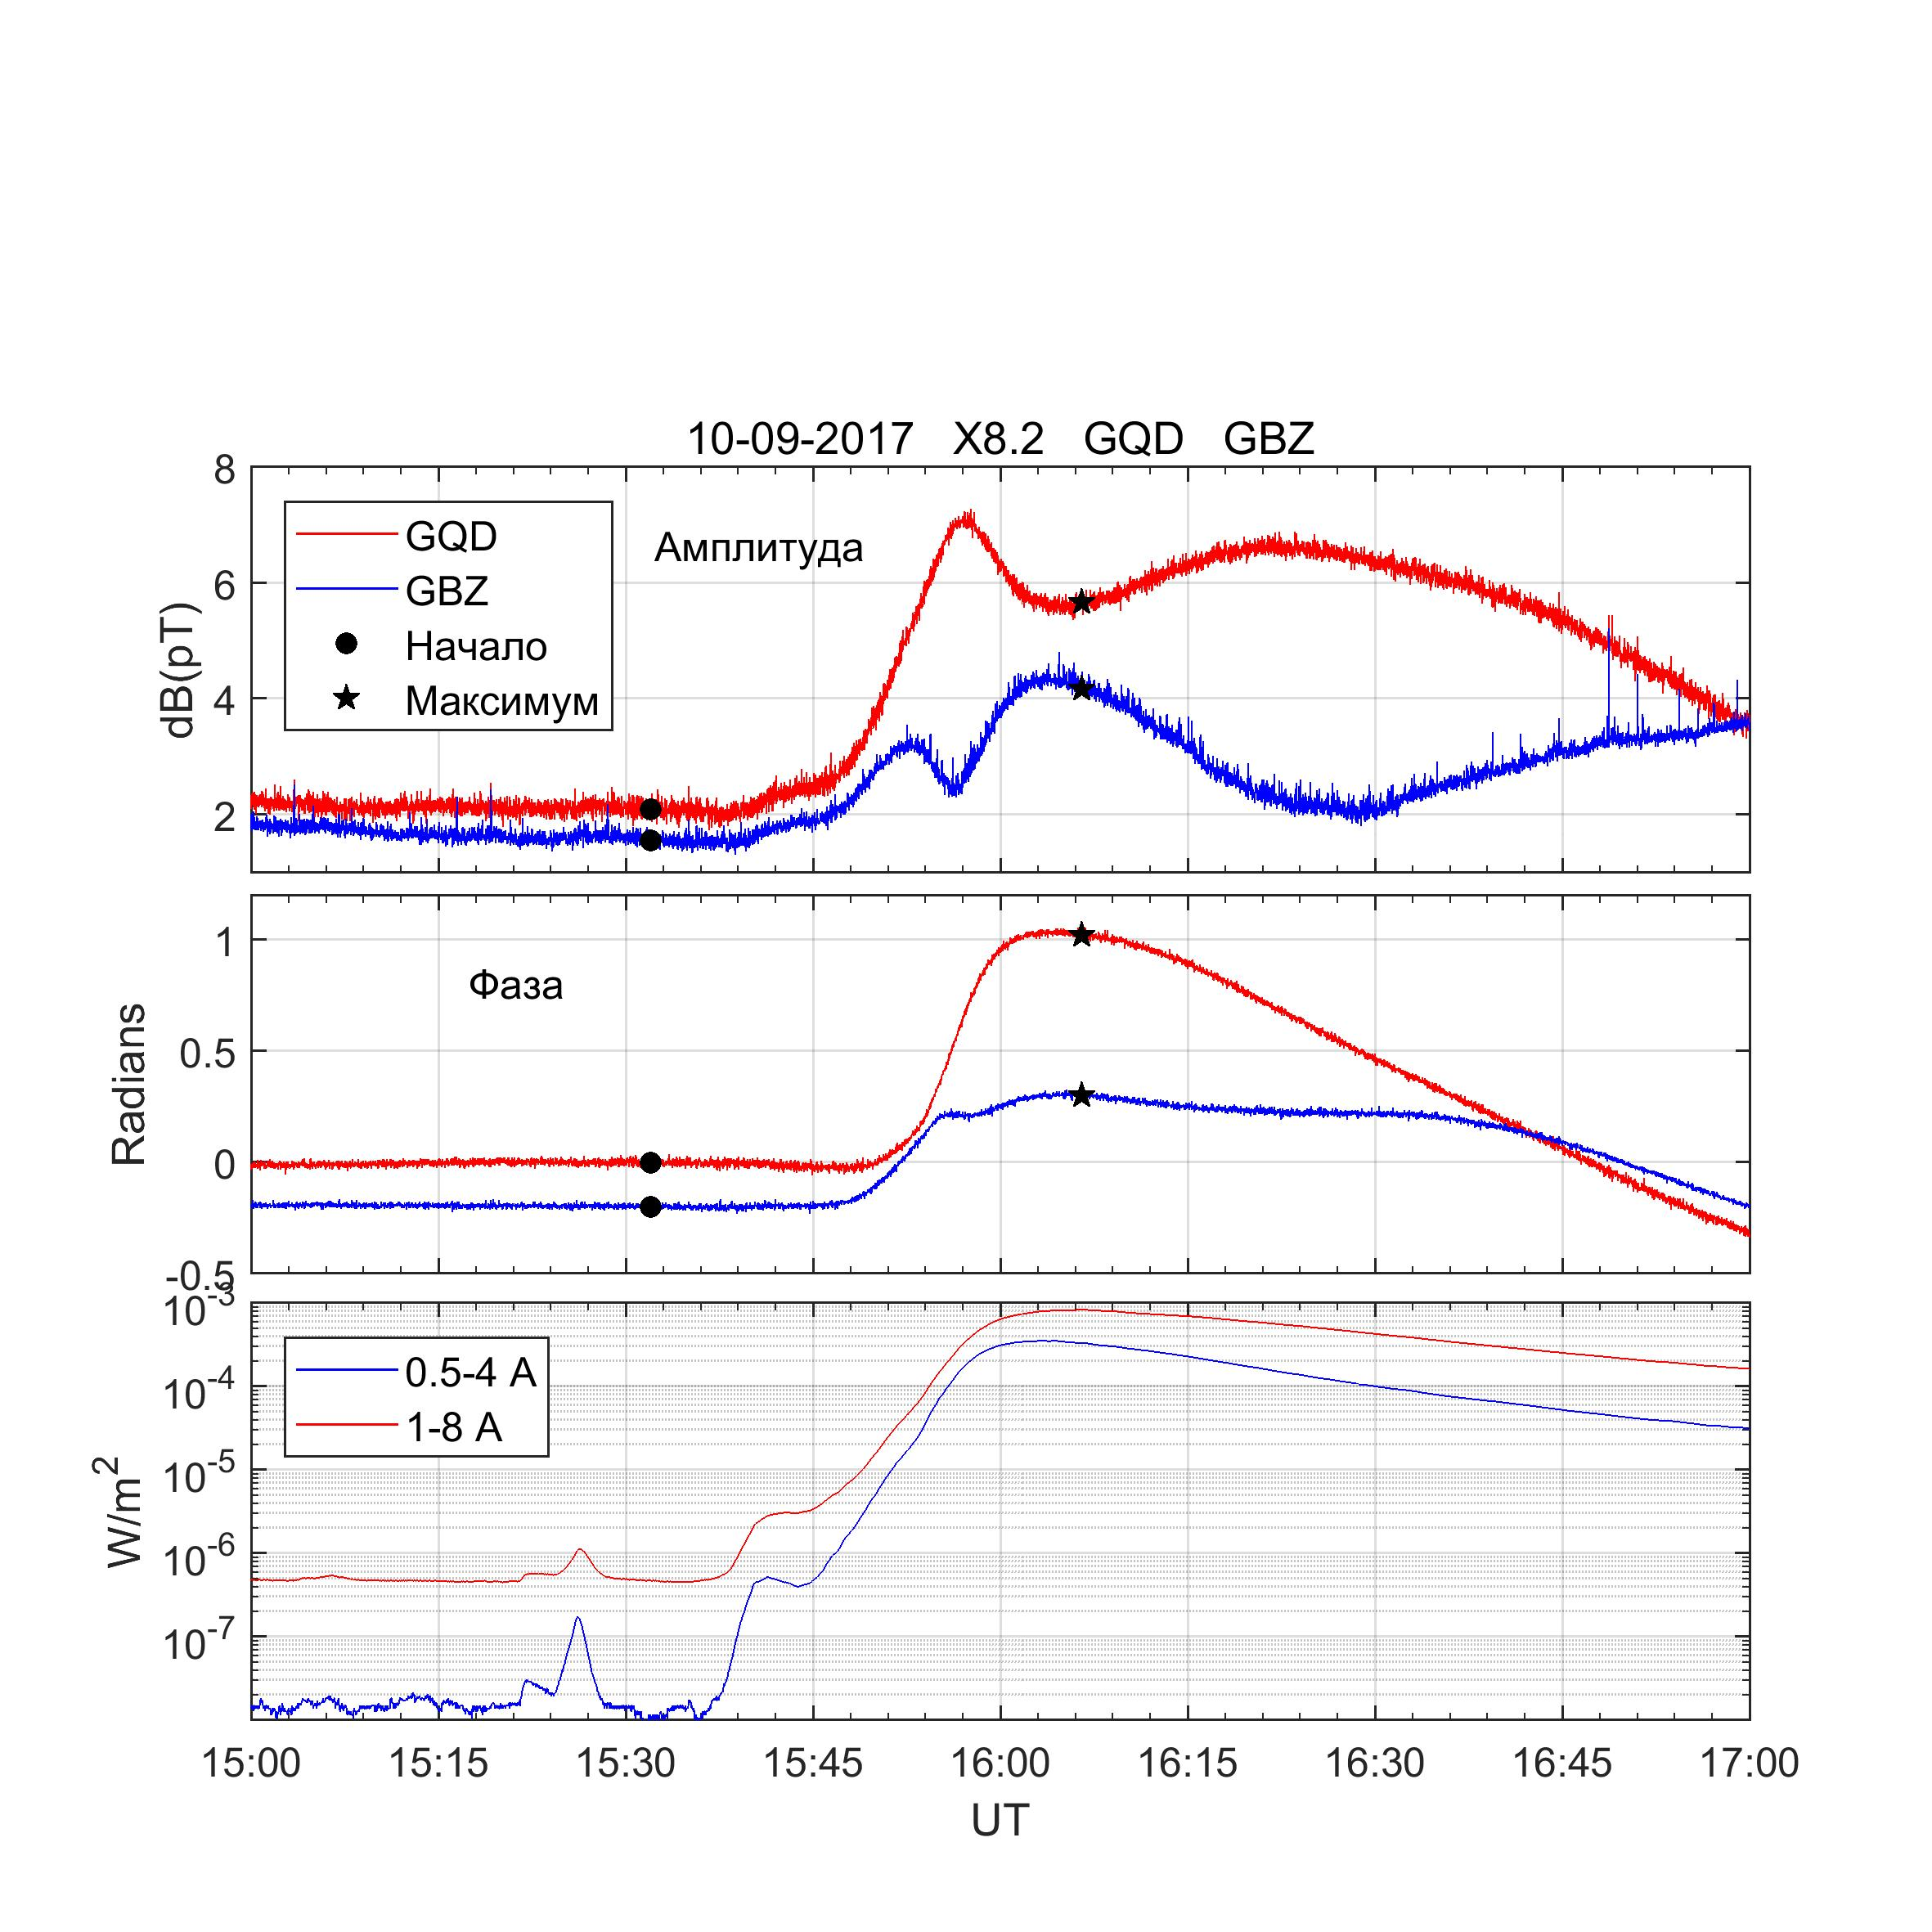 10-09-2017 X8.2 GQD GBZ
8
6
4
2
dB(pT)
GQD
GBZ
Начало
Максимум
Амплитуда
1
0.5
0
-0.5
Radians
Фаза
10-3
10-4
10-5
10-6
10-7
W/m2
0.5-4 A
1-8 A
15:00 15:15 15:30 15:45 16:00 16:15 16:30 16:45 17:00
UT